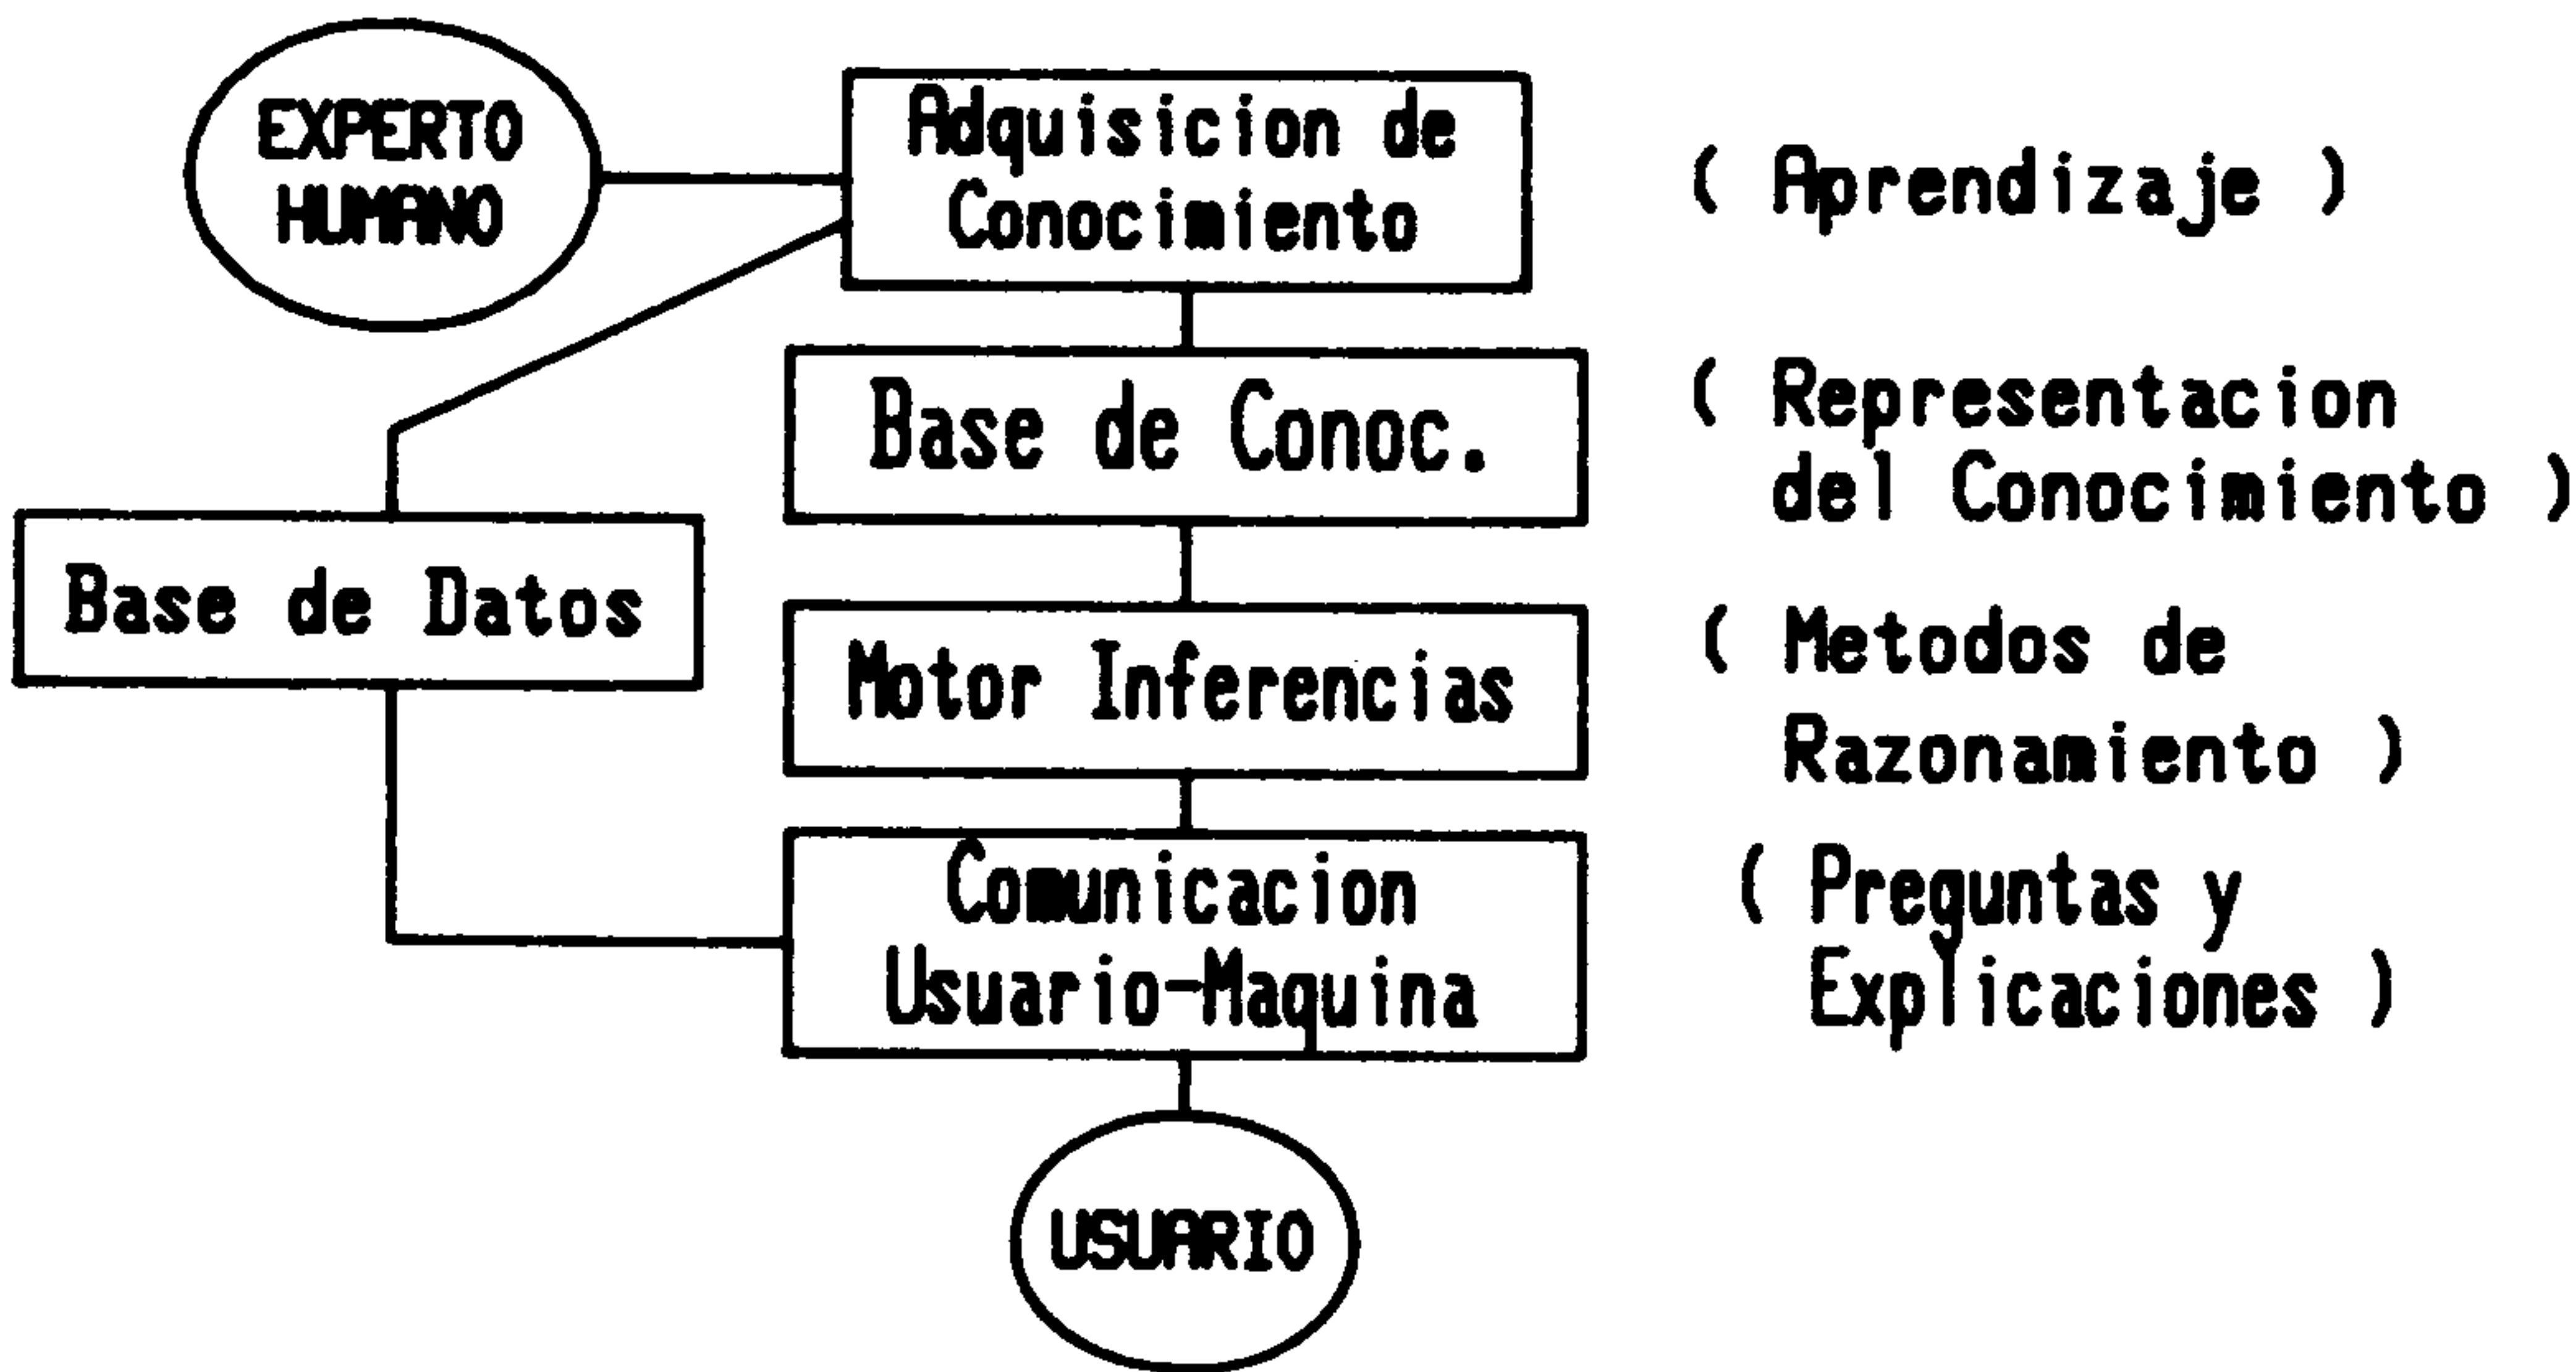 EXPERTO
HUMANO
Adquisicion de
Conocimiento
( Aprendizaje )
Base de Conoc.
( Representacion
del Conocimiento )
Base de Datos
Motor Inferencias
( Metodos de
Razonamiento )
Comunicacion
Usuario-Maquina
( Preguntas y
Explicaciones )
USUARIO